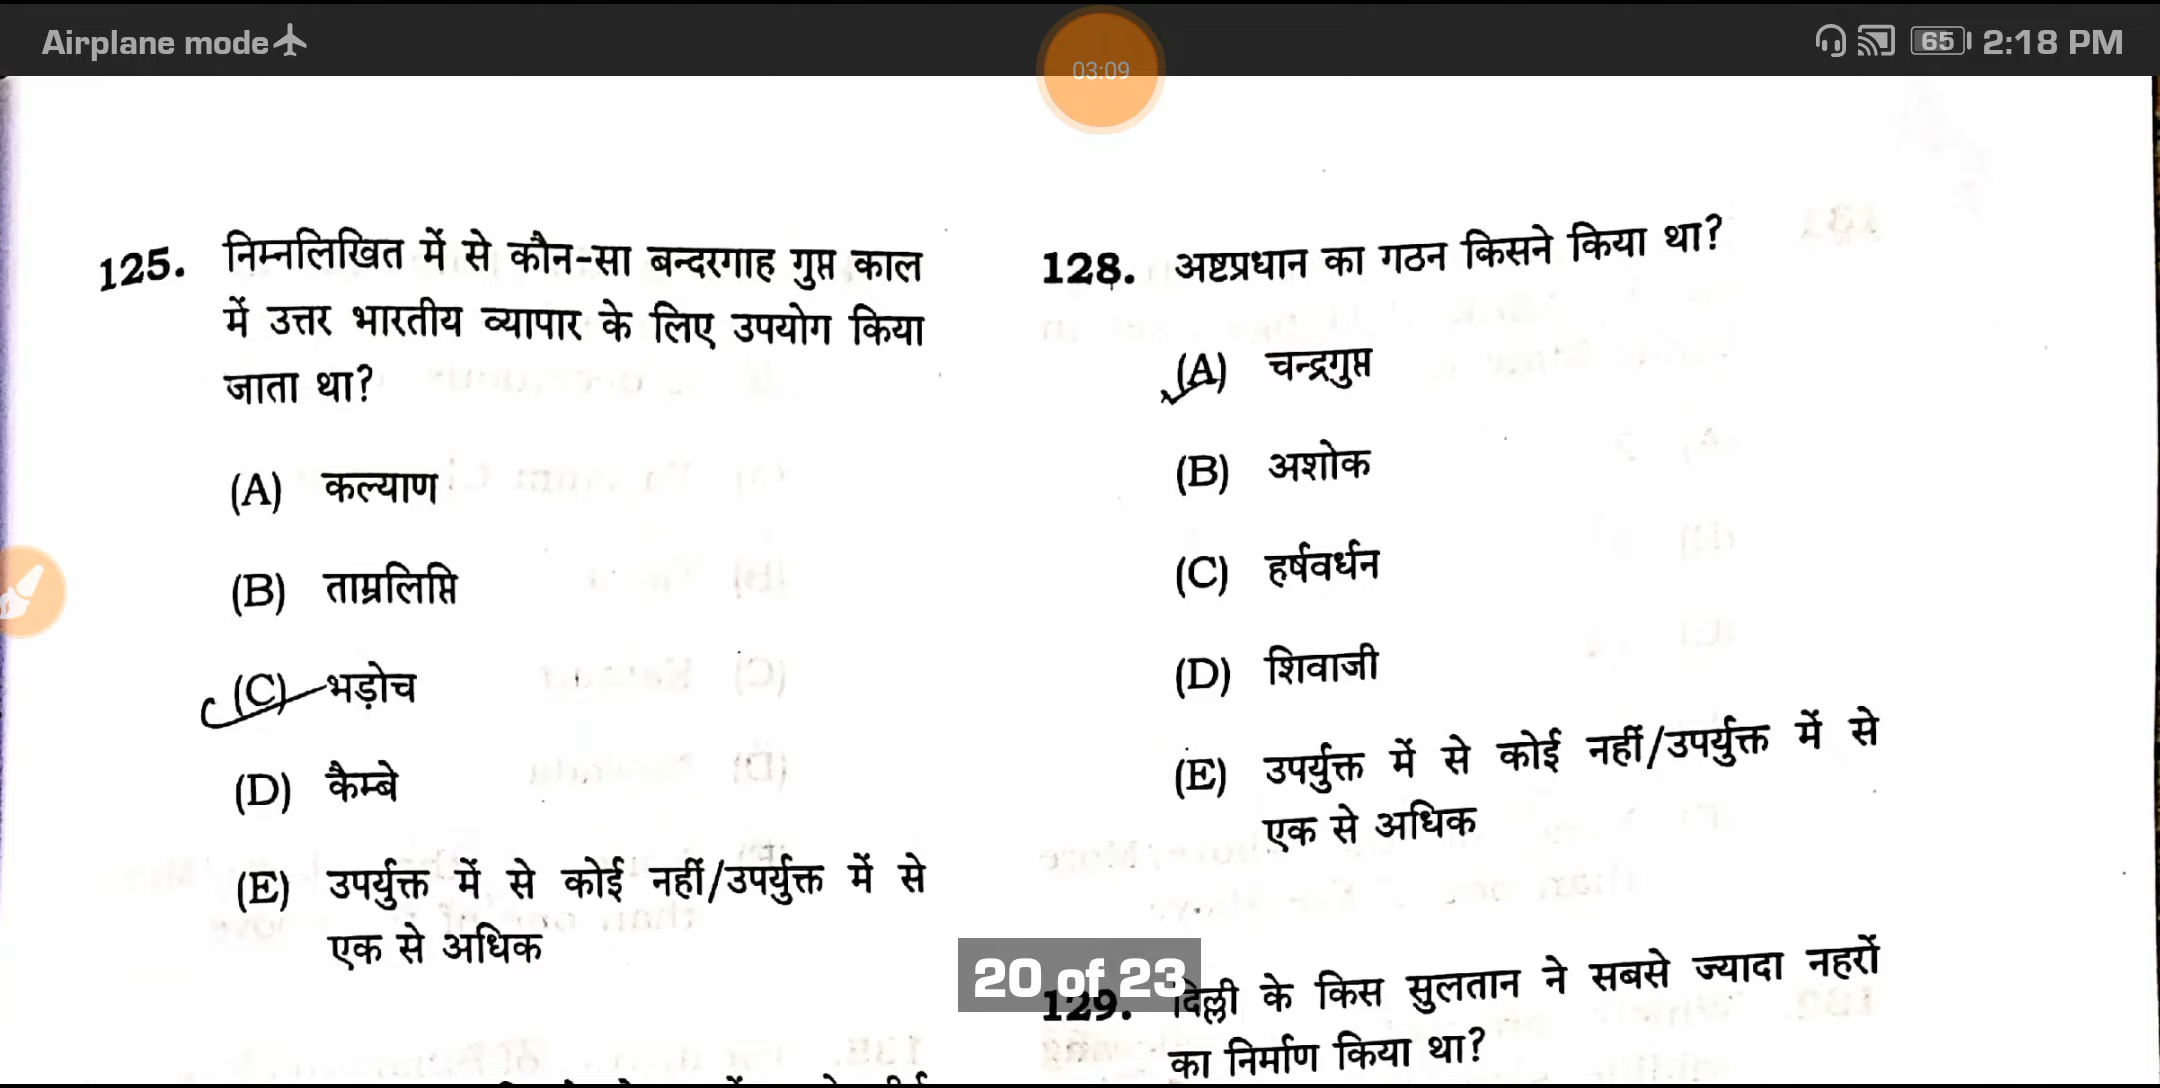 Airplane mode
03:09
65
2:18 PM
125. निम्नलिखित में से कौन-सा बन्दरगाह गुप्त काल
में उत्तर भारतीय व्यापार के लिए उपयोग किया
जाता था?
(A) कल्याण
(B) ताम्रलिप्ति
(C) भड़ोच
(D) कैम्बे
(E) उपर्युक्त में से कोई नहीं/उपर्युक्त में से
एक से अधिक
128. अष्टप्रधान का गठन किसने किया था?
(A) चन्द्रगुप्त
(B) अशोक
(C) हर्षवर्धन
(D) शिवाजी
(E) उपर्युक्त में से कोई नहीं/उपर्युक्त में से
एक से अधिक
20 of 23
129. दिल्ली के किस सुलतान ने सबसे ज्यादा नहरों
का निर्माण किया था?